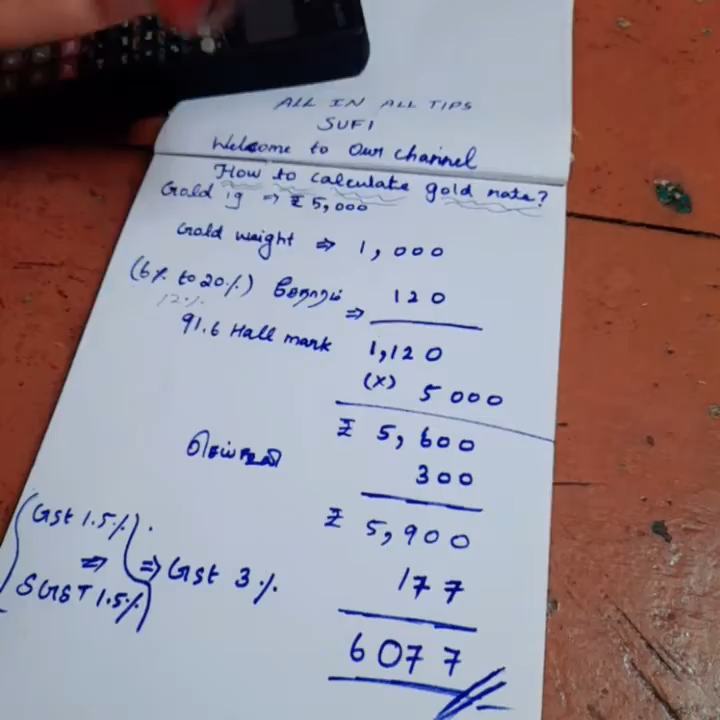 ALL IN ALL TIPS
SUFI
Welcome to Our channel
How to calculate gold rate?
Gold 1g ⇒ ₹ 5,000
Gold weight ⇒ 1,000
(6% to 20%) சேதாரம் 120
12%
⇒
91.6 Hall mark 1,120
(×) 5000
₹ 5,600
செய்கூலி 300
₹ 5,900
(Gst 1.5%).
⇒ ⇒ Gst 3% 177
SGST 1.5%)
6077